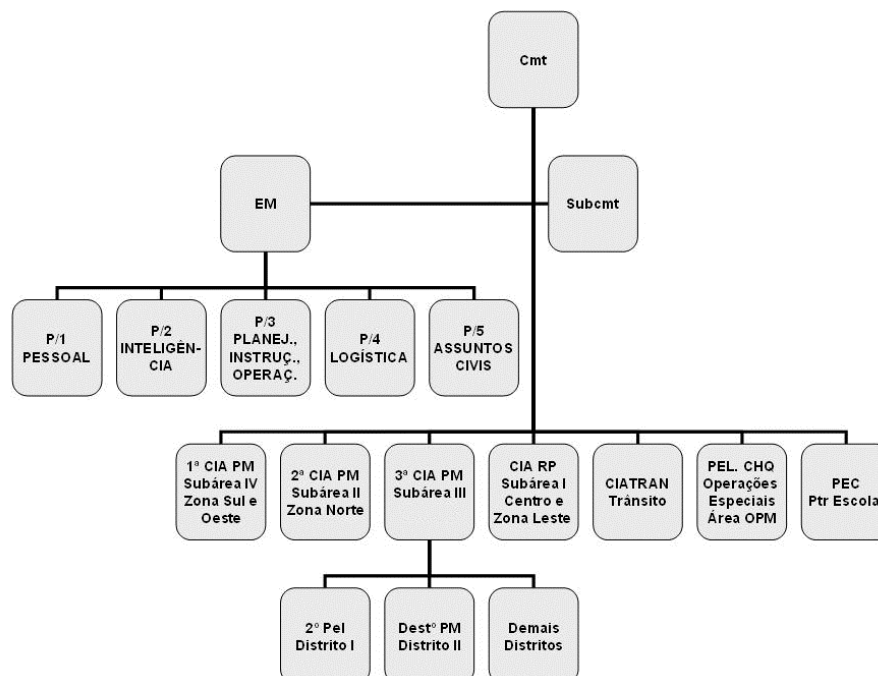 Cmt
EM
Subcmt
P/1
PESSOAL
P/2
INTELIGÊN-
CIA
P/3
PLANEJ.,
INSTRUÇ.,
OPERAÇ.
P/4
LOGÍSTICA
P/5
ASSUNTOS
CIVIS
1ª CIA PM
Subárea IV
Zona Sul e
Oeste
2ª CIA PM
Subárea II
Zona Norte
3ª CIA PM
Subárea III
CIA RP
Subárea I
Centro e
Zona Leste
CIATRAN
Trânsito
PEL. CHQ
Operações
Especiais
Área OPM
PEC
Ptr Escola
2º Pel
Distrito I
Destº PM
Distrito II
Demais
Distritos